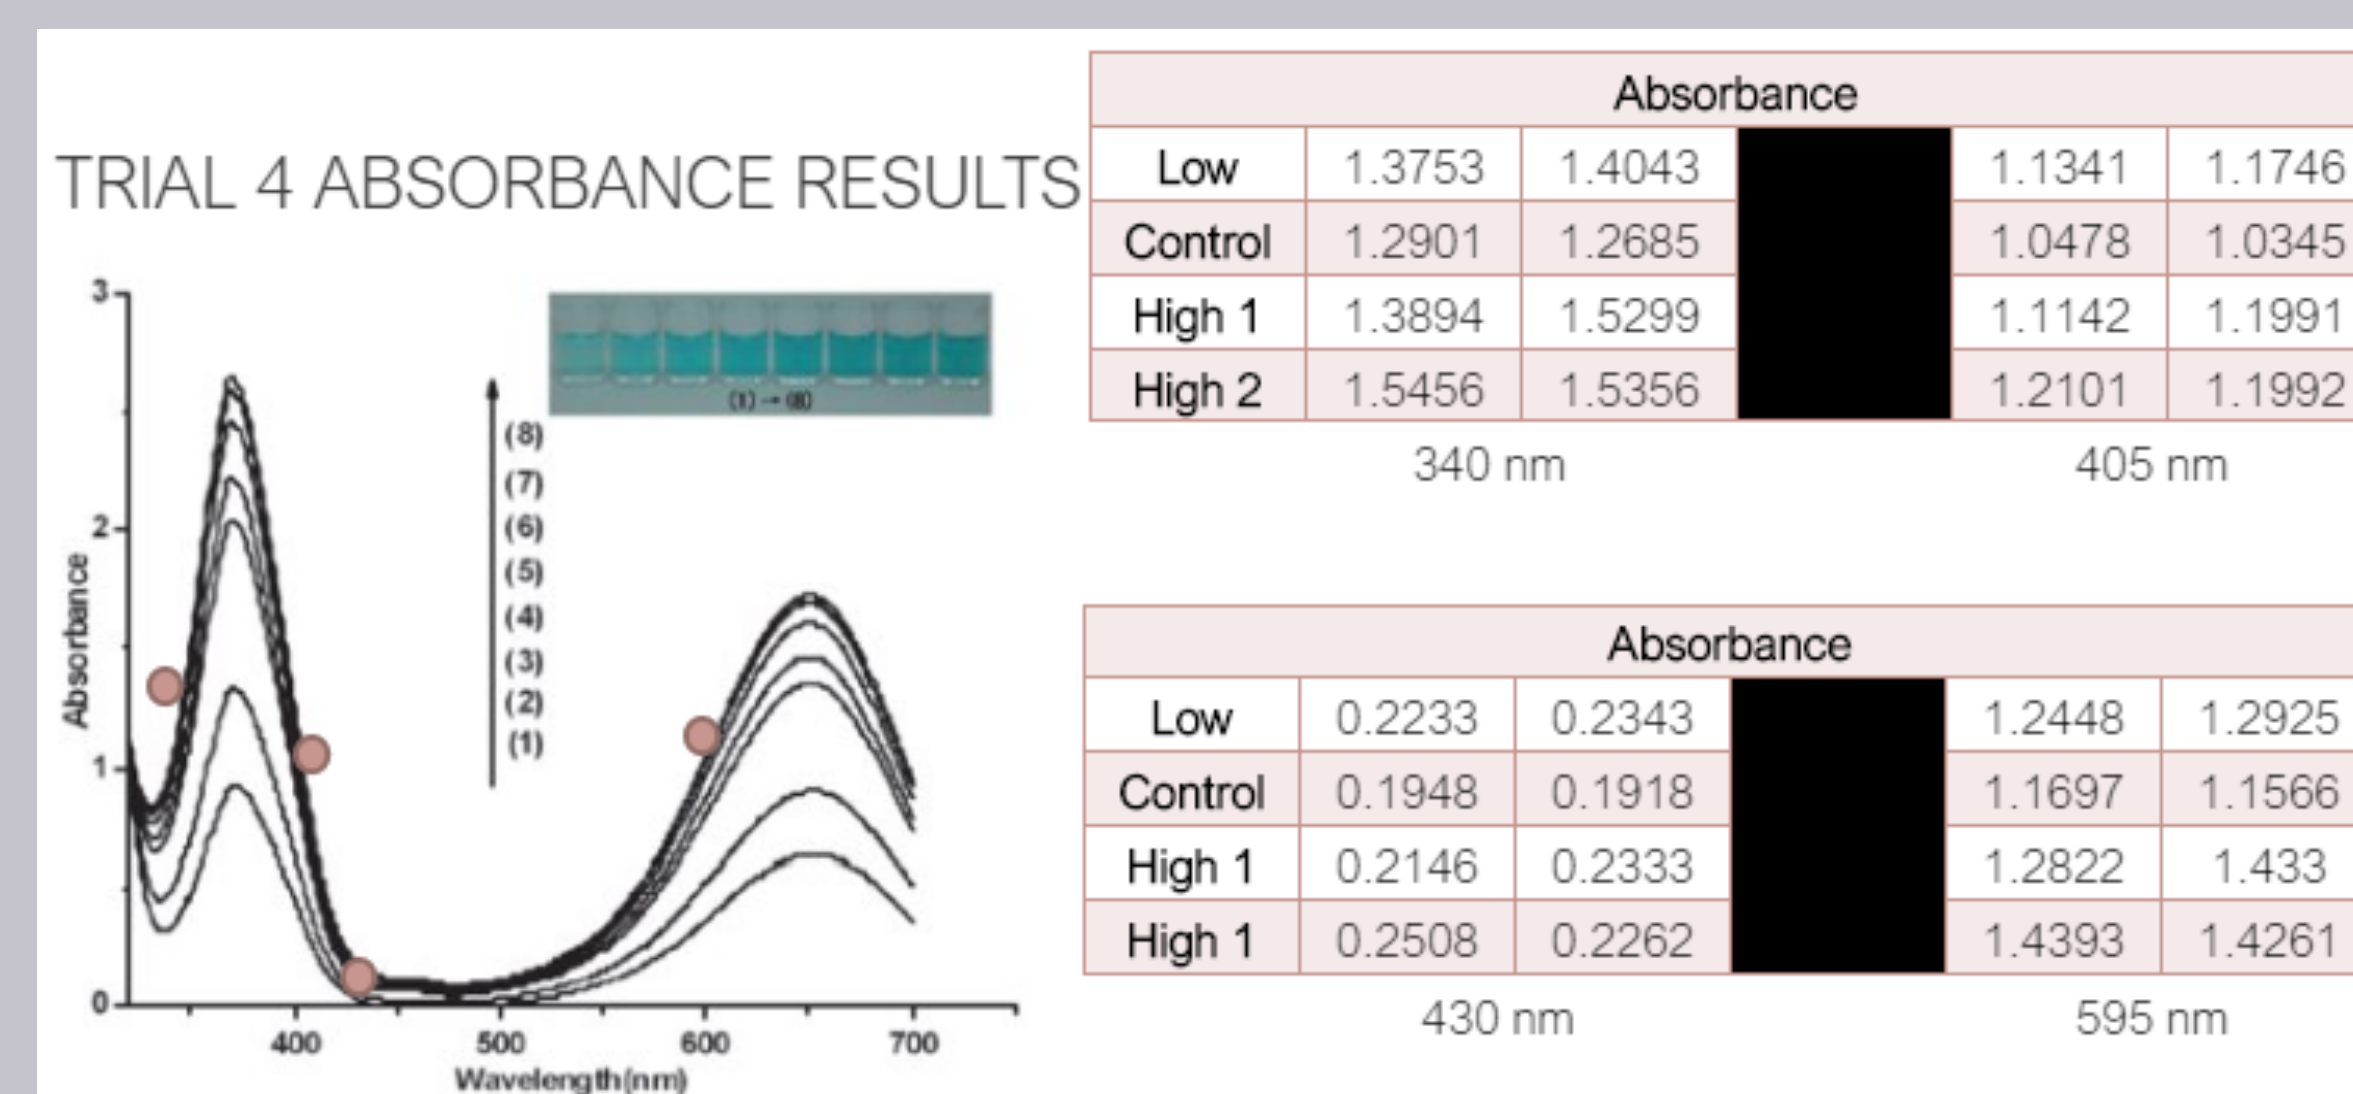 TRIAL 4 ABSORBANCE RESULTS
3
2
1
0
Absorbance
400
500
600
700
Wavelength(nm)
(1)→(8)
(8)
(7)
(6)
(5)
(4)
(3)
(2)
(1)
Absorbance
Low 1.3753 1.4043 1.1341 1.1746
Control 1.2901 1.2685 1.0478 1.0345
High 1 1.3894 1.5299 1.1142 1.1991
High 2 1.5456 1.5356 1.2101 1.1992
340 nm 405 nm
Absorbance
Low 0.2233 0.2343 1.2448 1.2925
Control 0.1948 0.1918 1.1697 1.1566
High 1 0.2146 0.2333 1.2822 1.433
High 1 0.2508 0.2262 1.4393 1.4261
430 nm 595 nm